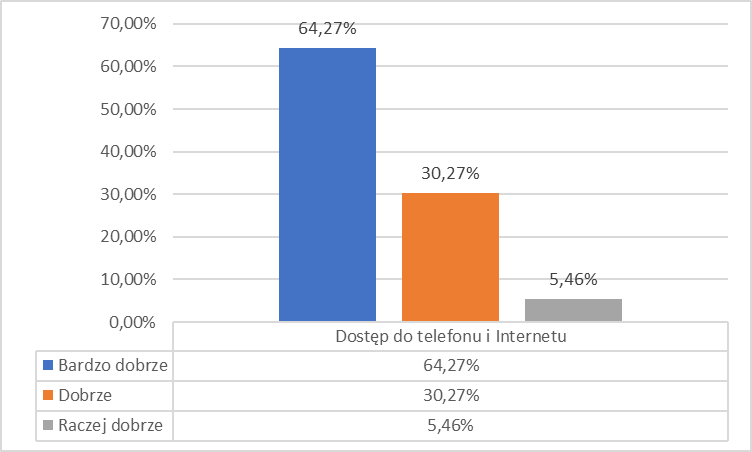 70,00%
64,27%
60,00%
50,00%
40,00%
30,27%
30,00%
20,00%
10,00%
5,46%
0,00%
Dostęp do telefonu i Internetu
Bardzo dobrze 64,27%
Dobrze 30,27%
Raczej dobrze 5,46%